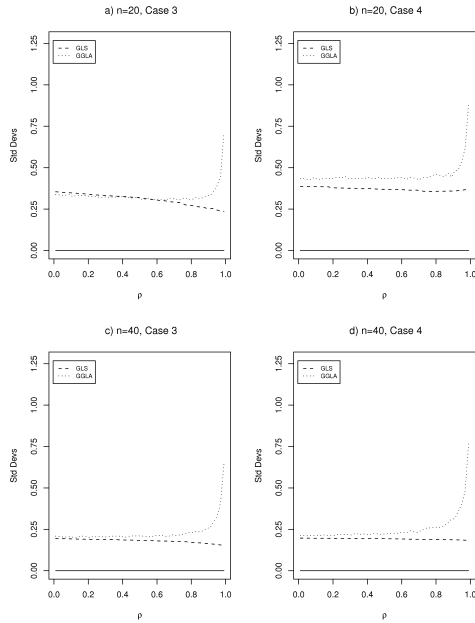 a) n=20, Case 3
Std Devs
1.25
1.00
0.75
0.50
0.25
0.00
GLS
GGLA
0.0 0.2 0.4 0.6 0.8 1.0
ρ
b) n=20, Case 4
Std Devs
1.25
1.00
0.75
0.50
0.25
0.00
GLS
GGLA
0.0 0.2 0.4 0.6 0.8 1.0
ρ
c) n=40, Case 3
Std Devs
1.25
1.00
0.75
0.50
0.25
0.00
GLS
GGLA
0.0 0.2 0.4 0.6 0.8 1.0
ρ
d) n=40, Case 4
Std Devs
1.25
1.00
0.75
0.50
0.25
0.00
GLS
GGLA
0.0 0.2 0.4 0.6 0.8 1.0
ρ